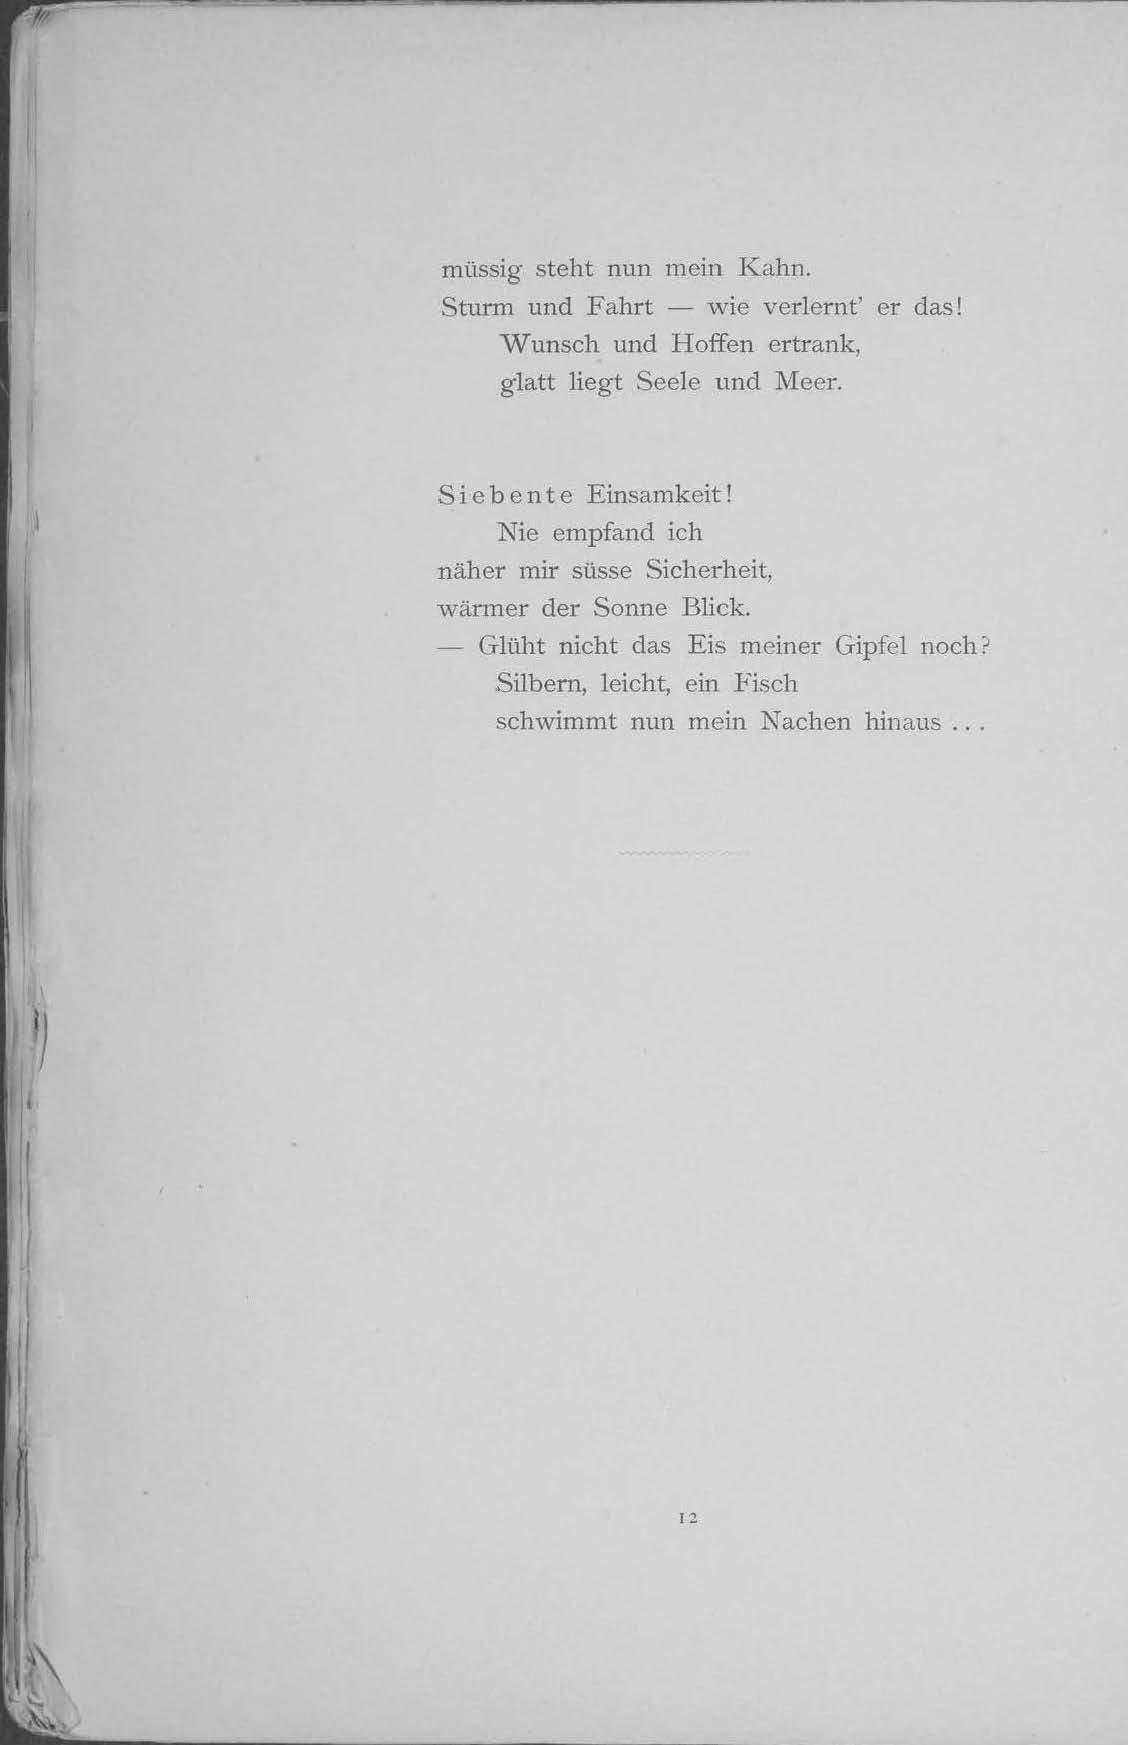 müssig steht nun mein Kahn.
Sturm und Fahrt — wie verlernt' er das!
Wunsch und Hoffen ertrank,
glatt liegt Seele und Meer.
Siebente Einsamkeit!
Nie empfand ich
näher mir süsse Sicherheit,
wärmer der Sonne Blick.
— Glüht nicht das Eis meiner Gipfel noch?
Silbern, leicht, ein Fisch
schwimmt nun mein Nachen hinaus ...
12